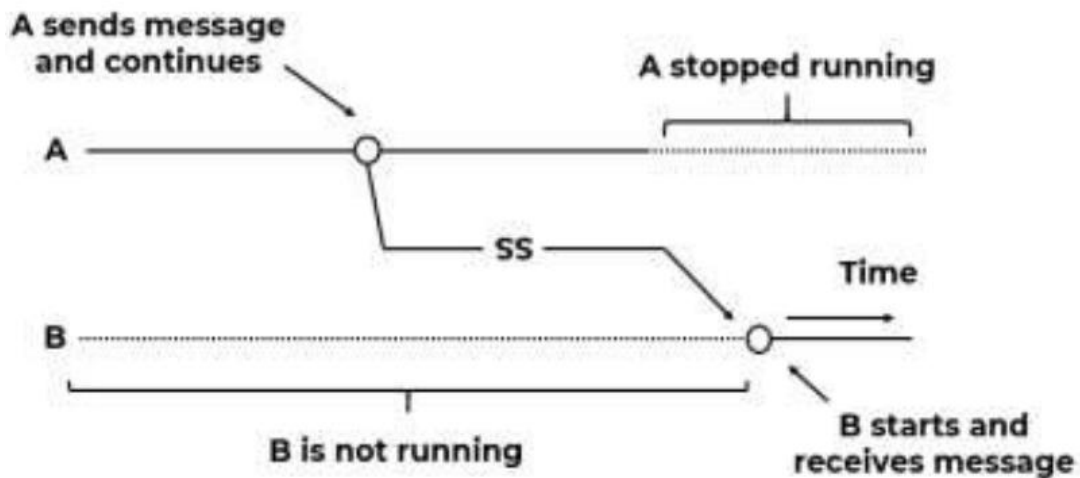 A sends message
and continues
A stopped running
A
SS
Time
B
B is not running
B starts and
receives message